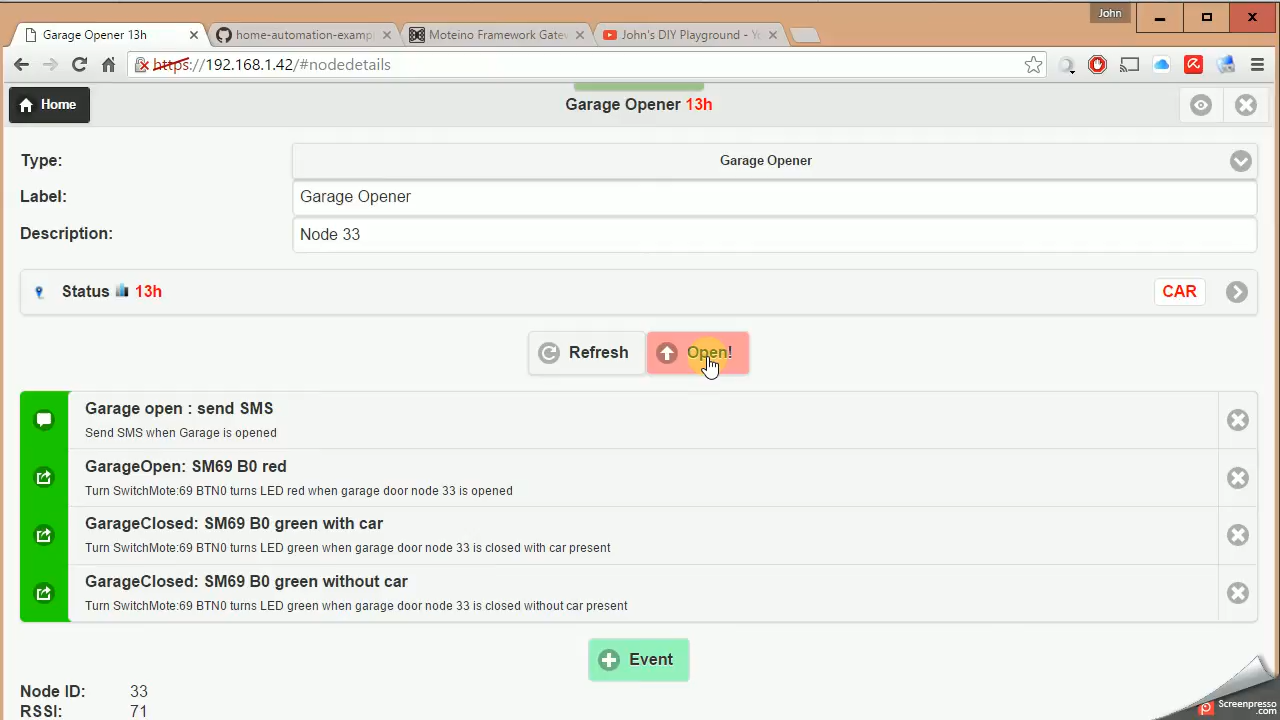 John
Garage Opener 13h
home-automation-examp
Moteino Framework Gatew
John's DIY Playground - Yo
https://192.168.1.42/#nodedetails
Home
Garage Opener 13h
Type:
Garage Opener
Label:
Garage Opener
Description:
Node 33
Status 13h
CAR
Refresh
Open!
Garage open : send SMS
Send SMS when Garage is opened
GarageOpen: SM69 B0 red
Turn SwitchMote:69 BTN0 turns LED red when garage door node 33 is opened
GarageClosed: SM69 B0 green with car
Turn SwitchMote:69 BTN0 turns LED green when garage door node 33 is closed with car present
GarageClosed: SM69 B0 green without car
Turn SwitchMote:69 BTN0 turns LED green when garage door node 33 is closed without car present
Event
Node ID: 33
RSSI: 71
Screenpresso
.com